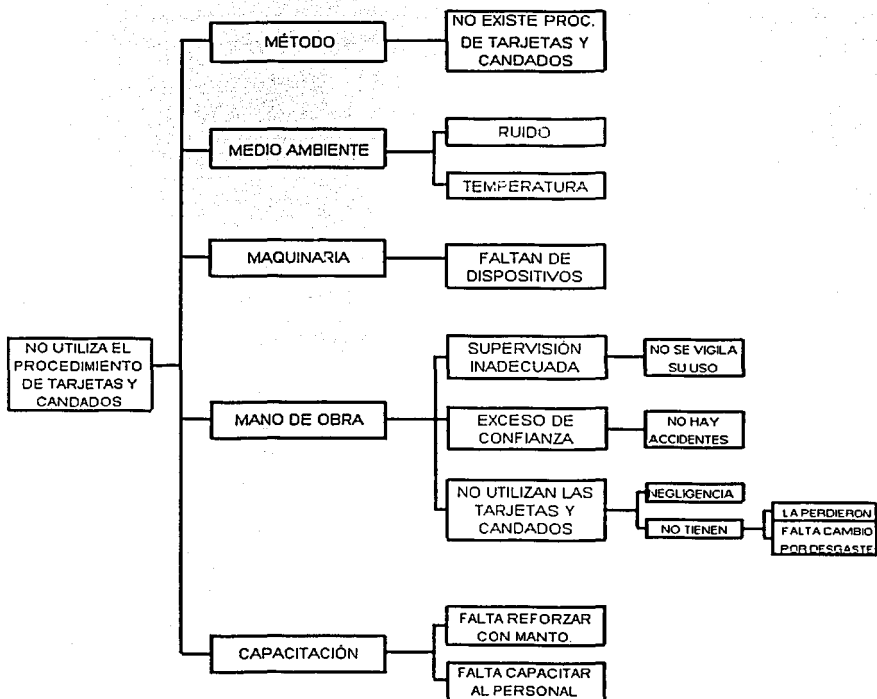 NO UTILIZA EL
PROCEDIMIENTO
DE TARJETAS Y
CANDADOS
MÉTODO
NO EXISTE PROC.
DE TARJETAS Y
CANDADOS
MEDIO AMBIENTE
RUIDO
TEMPERATURA
MAQUINARIA
FALTAN DE
DISPOSITIVOS
MANO DE OBRA
SUPERVISIÓN
INADECUADA
NO SE VIGILA
SU USO
EXCESO DE
CONFIANZA
NO HAY
ACCIDENTES
NO UTILIZAN LAS
TARJETAS Y
CANDADOS
NEGLIGENCIA
NO TIENEN
LA PERDIERON
FALTA CAMBIO
POR DESGASTE
CAPACITACIÓN
FALTA REFORZAR
CON MANTO.
FALTA CAPACITAR
AL PERSONAL